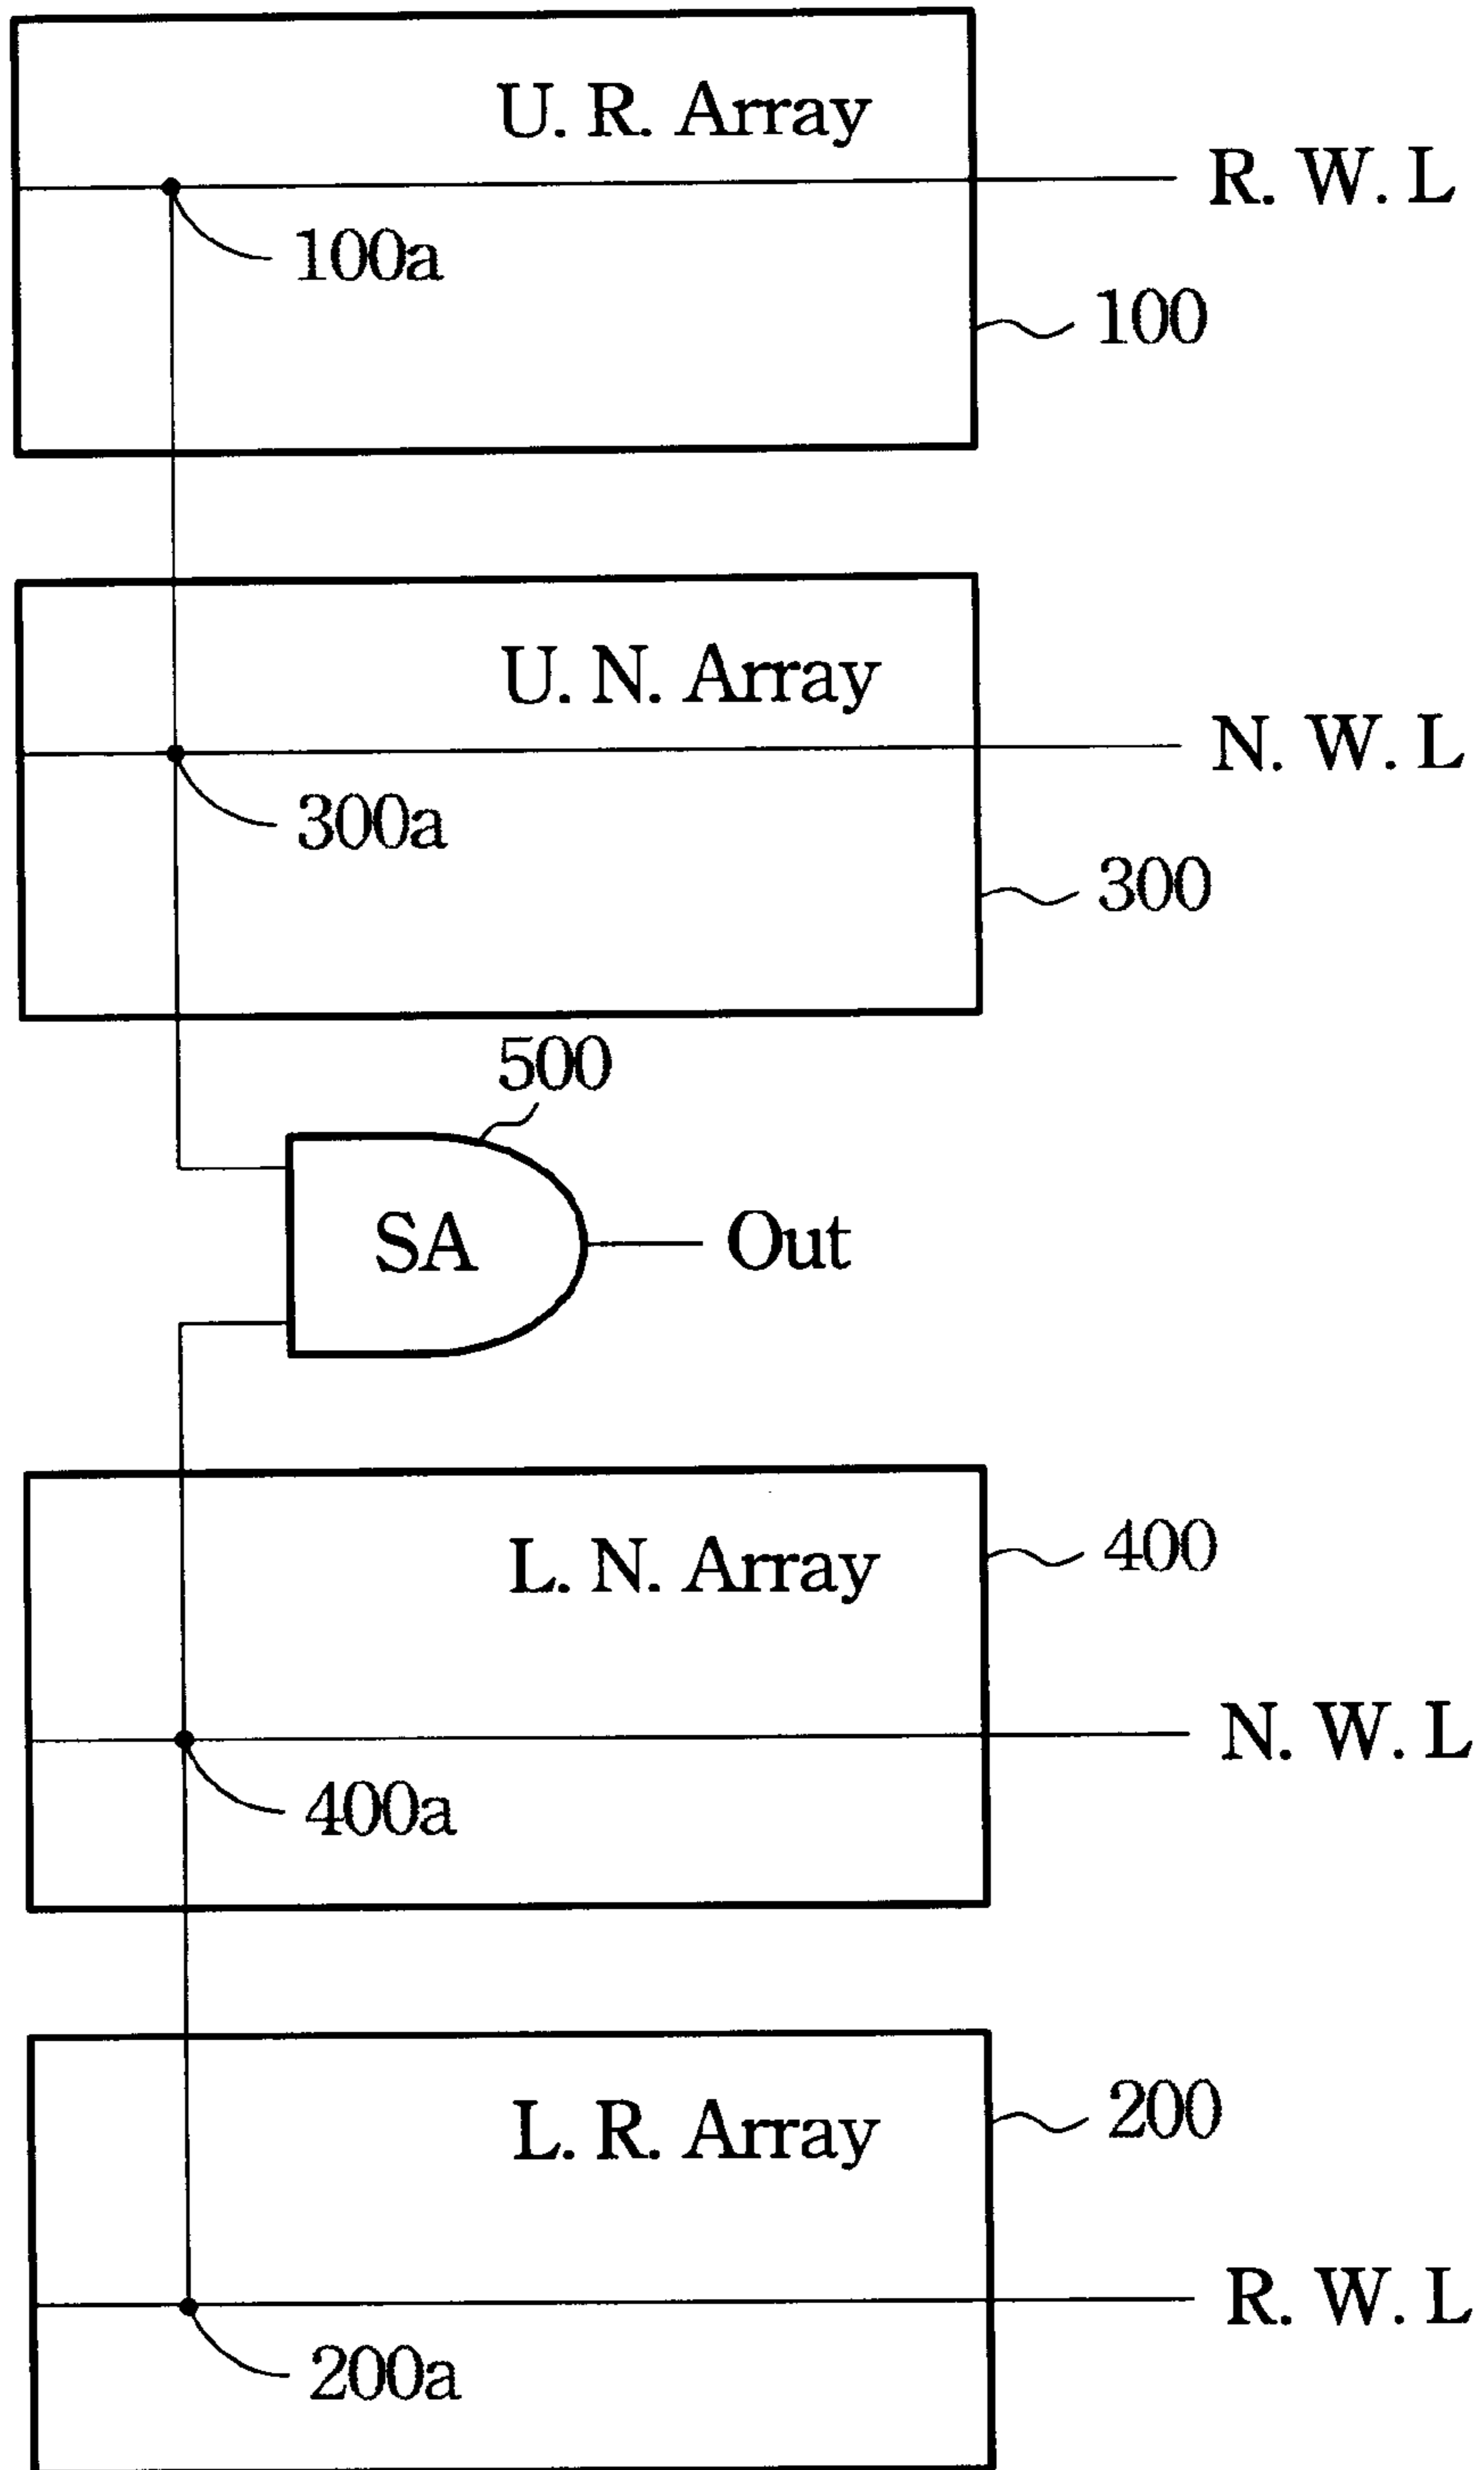 U. R. Array
R. W. L
100a
100
U. N. Array
N. W. L
300a
300
500
SA
Out
L. N. Array
400
N. W. L
400a
L. R. Array
200
R. W. L
200a